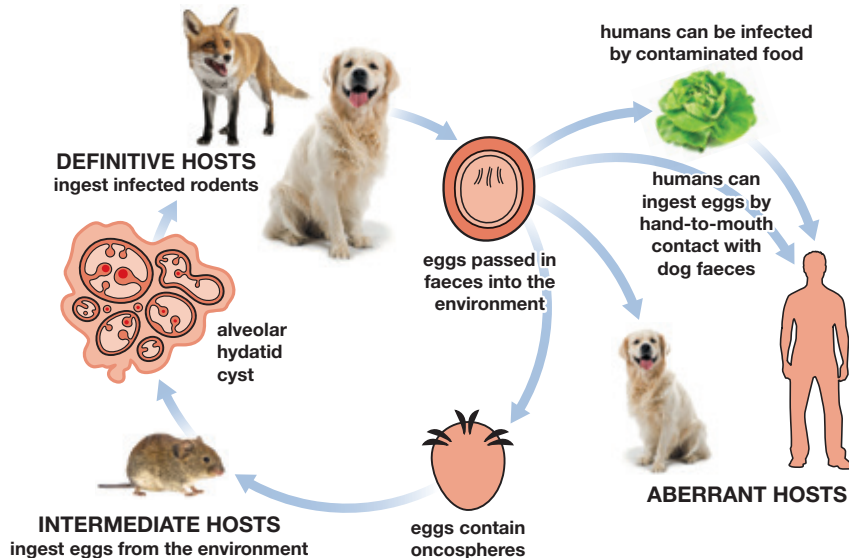 humans can be infected
by contaminated food
DEFINITIVE HOSTS
ingest infected rodents
humans can
ingest eggs by
hand-to-mouth
contact with
dog faeces
eggs passed in
faeces into the
environment
alveolar
hydatid
cyst
ABERRANT HOSTS
INTERMEDIATE HOSTS
ingest eggs from the environment
eggs contain
oncospheres